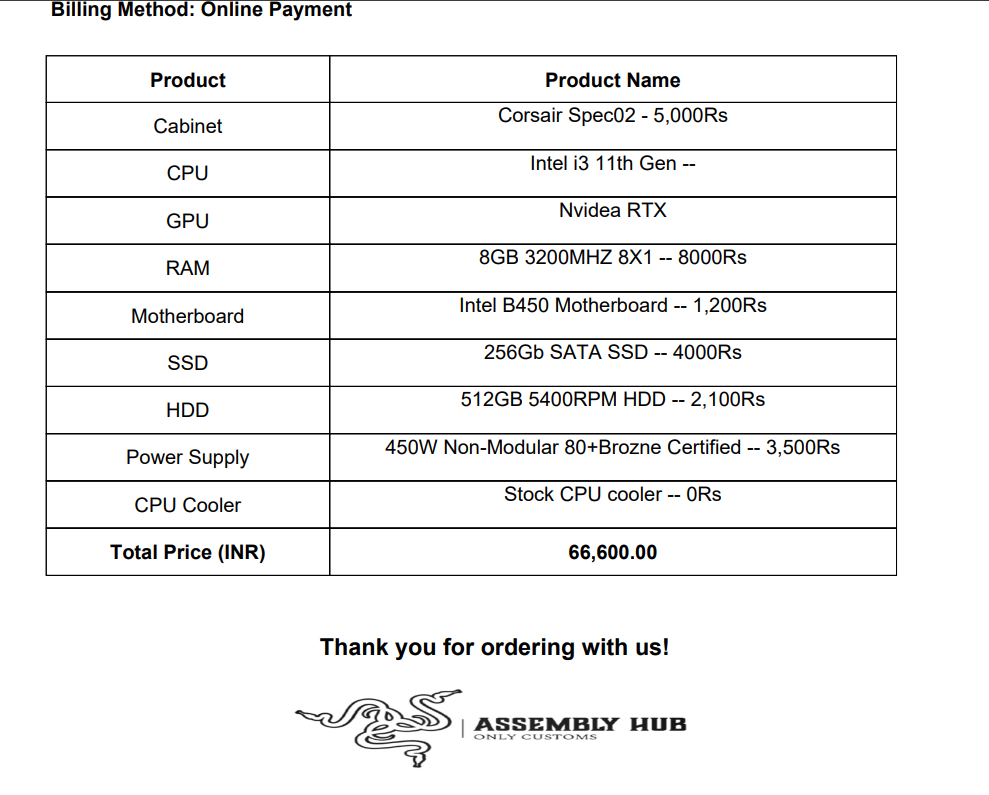 Billing Method: Online Payment
Product Product Name
Cabinet Corsair Spec02 - 5,000Rs
CPU Intel i3 11th Gen --
GPU Nvidea RTX
RAM 8GB 3200MHZ 8X1 -- 8000Rs
Motherboard Intel B450 Motherboard -- 1,200Rs
SSD 256Gb SATA SSD -- 4000Rs
HDD 512GB 5400RPM HDD -- 2,100Rs
Power Supply 450W Non-Modular 80+Brozne Certified -- 3,500Rs
CPU Cooler Stock CPU cooler -- 0Rs
Total Price (INR) 66,600.00
Thank you for ordering with us!
ASSEMBLY HUB
ONLY CUSTOMS